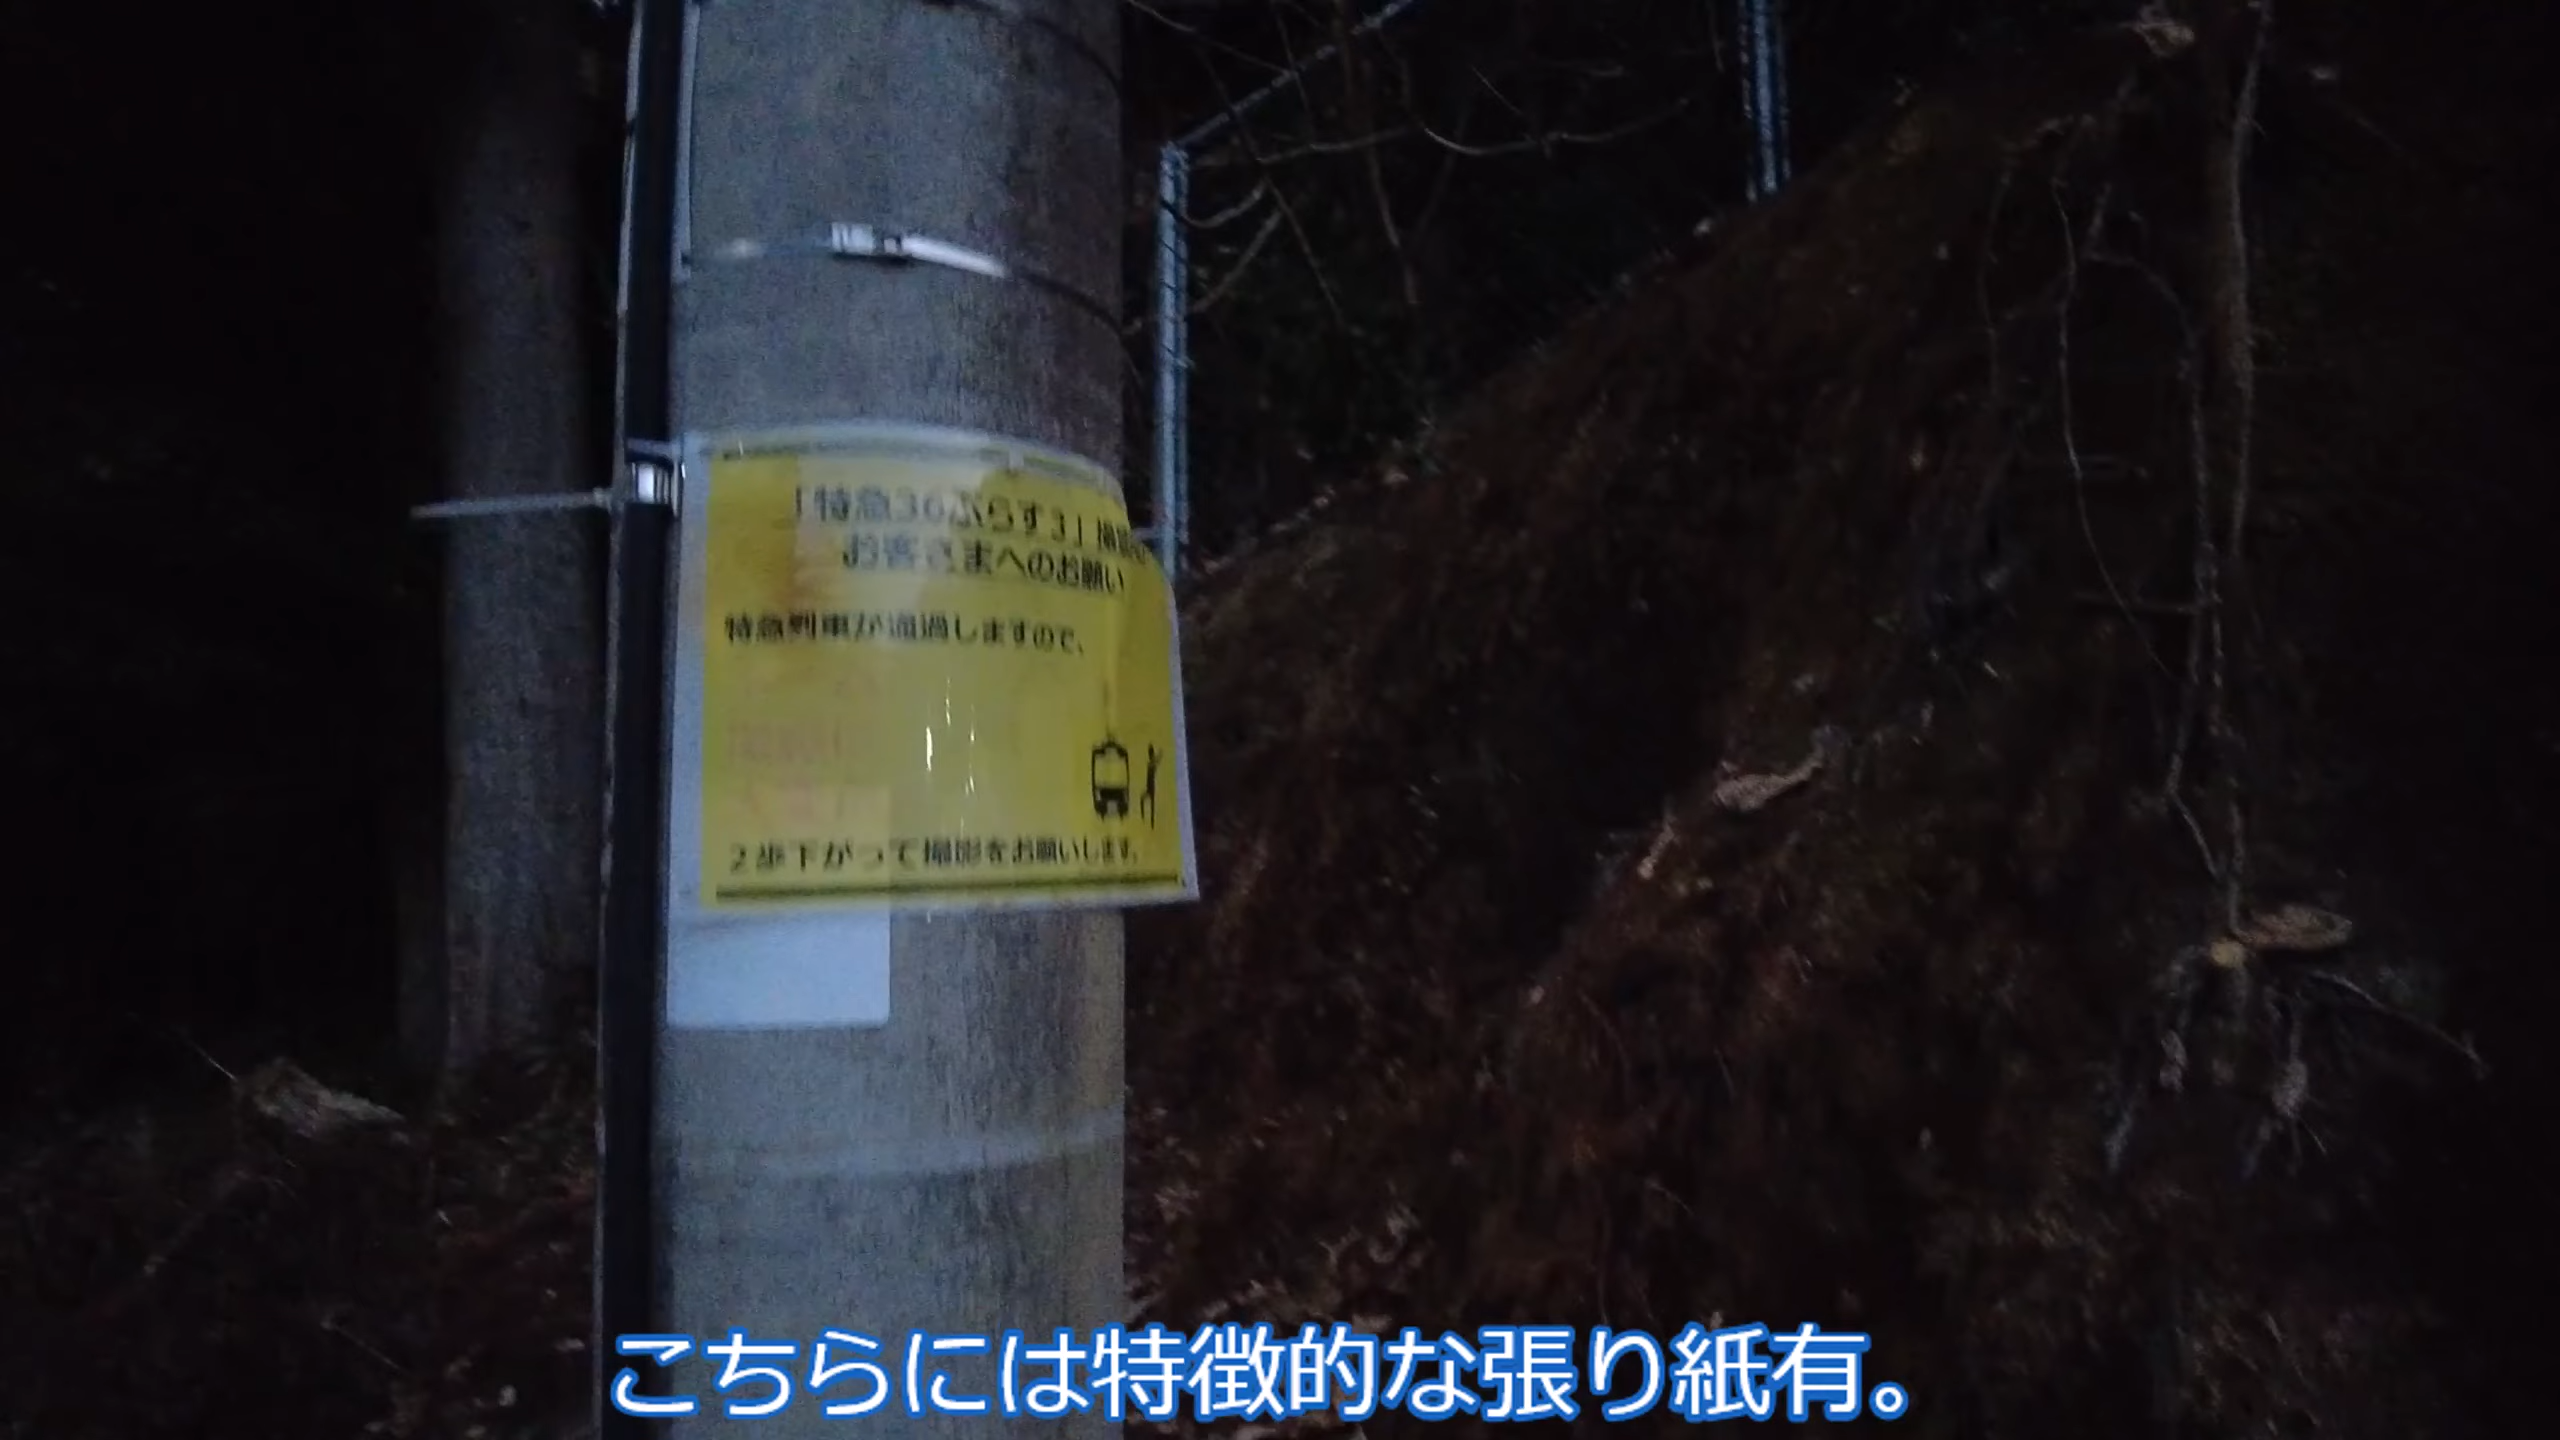 「特急36ぷらす3」撮影の
お客さまへのお願い
特急列車が通過しますので、
2歩下がって撮影をお願いします。
こちらには特徴的な張り紙有。